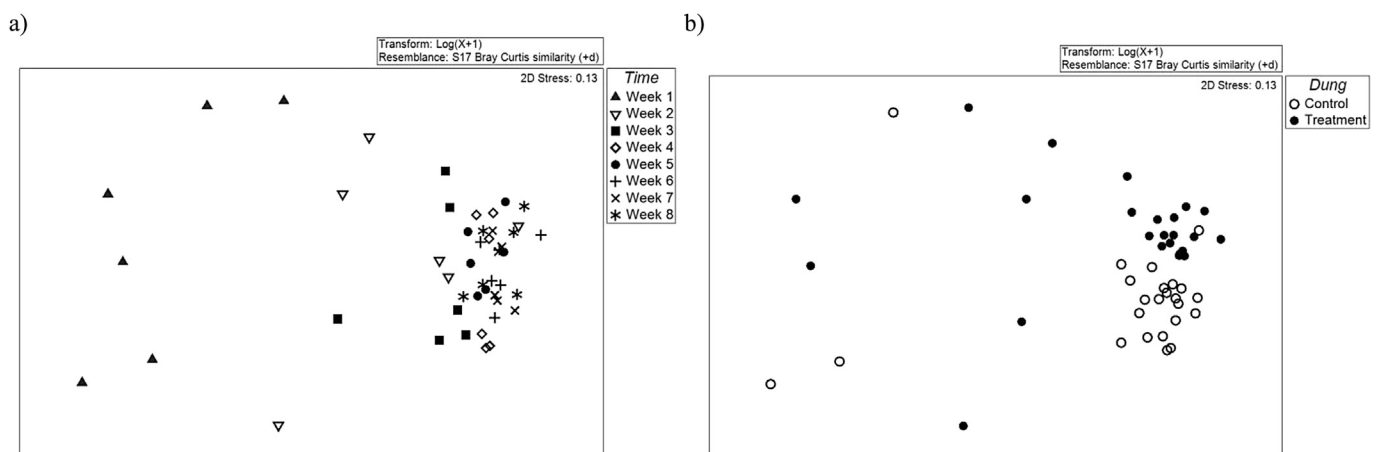 a)
Transform: Log(X+1)
Resemblance: S17 Bray Curtis similarity (+d)
2D Stress: 0.13
Time
Week 1
Week 2
Week 3
Week 4
Week 5
Week 6
Week 7
Week 8
b)
Transform: Log(X+1)
Resemblance: S17 Bray Curtis similarity (+d)
2D Stress: 0.13
Dung
Control
Treatment